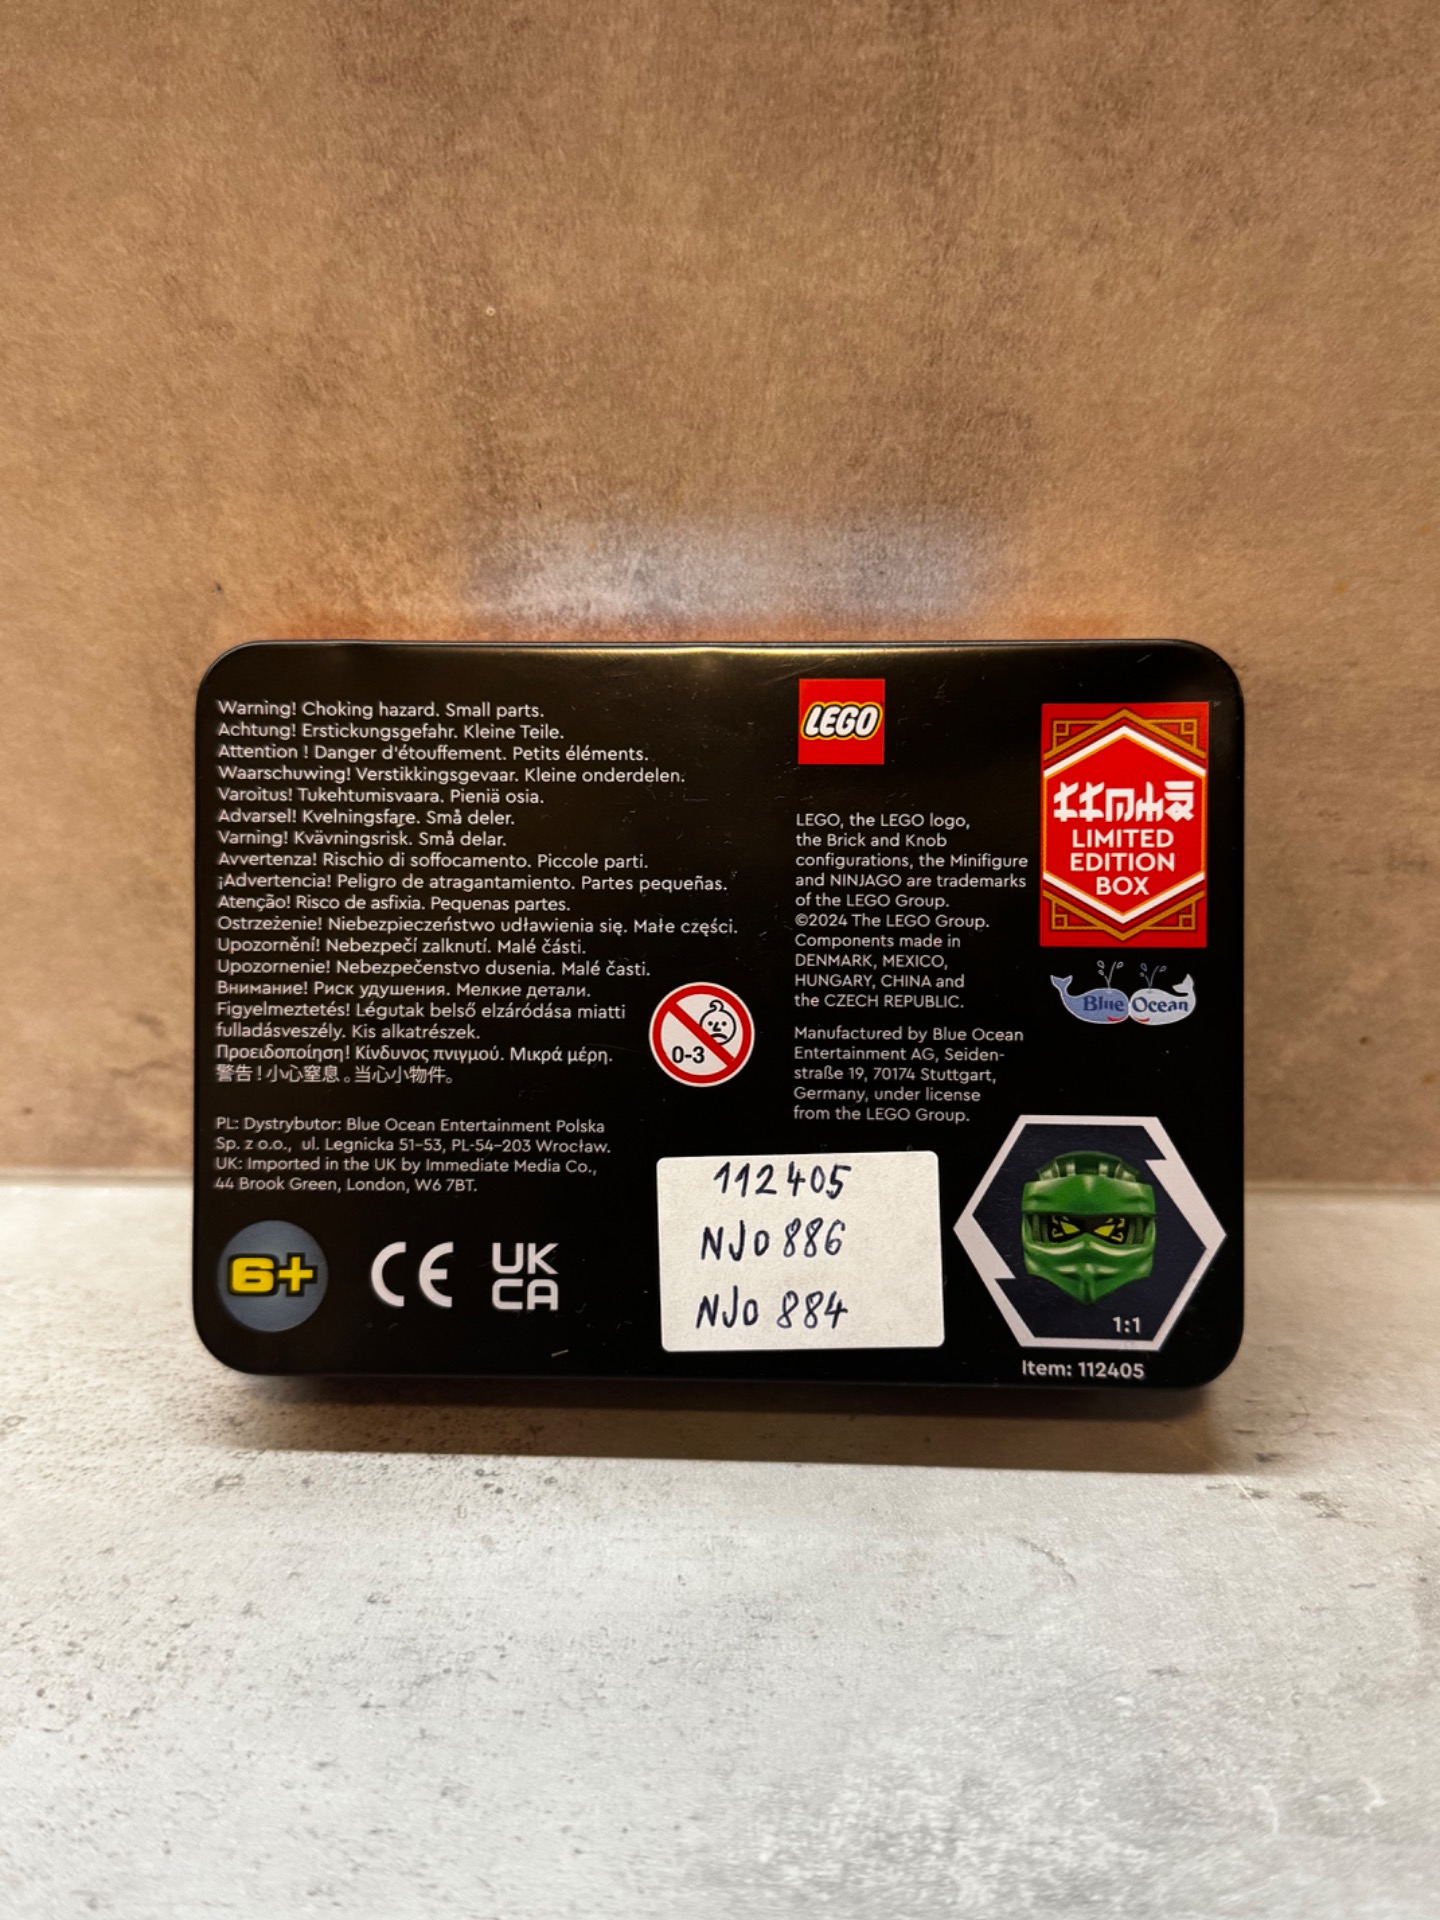 Warning! Choking hazard. Small parts.
Achtung! Erstickungsgefahr. Kleine Teile.
Attention ! Danger d'étouffement. Petits éléments.
Waarschuwing! Verstikkingsgevaar. Kleine onderdelen.
Varoitus! Tukehtumisvaara. Pieniä osia.
Advarsel! Kvelningsfare. Små deler.
Varning! Kvävningsrisk. Små delar.
Avvertenza! Rischio di soffocamento. Piccole parti.
¡Advertencia! Peligro de atragantamiento. Partes pequeñas.
Atenção! Risco de asfixia. Pequenas partes.
Ostrzeżenie! Niebezpieczeństwo udławienia się. Małe części.
Upozornění! Nebezpečí zalknutí. Malé části.
Upozornenie! Nebezpečenstvo dusenia. Malé časti.
Внимание! Риск удушения. Мелкие детали.
Figyelmeztetés! Légutak belső elzáródása miatti
fulladásveszély. Kis alkatrészek.
Προειδοποίηση! Κίνδυνος πνιγμού. Μικρά μέρη.
警告！小心窒息。当心小物件。
0-3
PL: Dystrybutor: Blue Ocean Entertainment Polska
Sp. z o.o., ul. Legnicka 51–53, PL-54–203 Wrocław.
UK: Imported in the UK by Immediate Media Co.,
44 Brook Green, London, W6 7BT.
6+
CE
UK
CA
LEGO
LEGO, the LEGO logo,
the Brick and Knob
configurations, the Minifigure
and NINJAGO are trademarks
of the LEGO Group.
©2024 The LEGO Group.
Components made in
DENMARK, MEXICO,
HUNGARY, CHINA and
the CZECH REPUBLIC.
Manufactured by Blue Ocean
Entertainment AG, Seiden-
straße 19, 70174 Stuttgart,
Germany, under license
from the LEGO Group.
112405
NJO 886
NJO 884
LIMITED
EDITION
BOX
Blue Ocean
1:1
Item: 112405